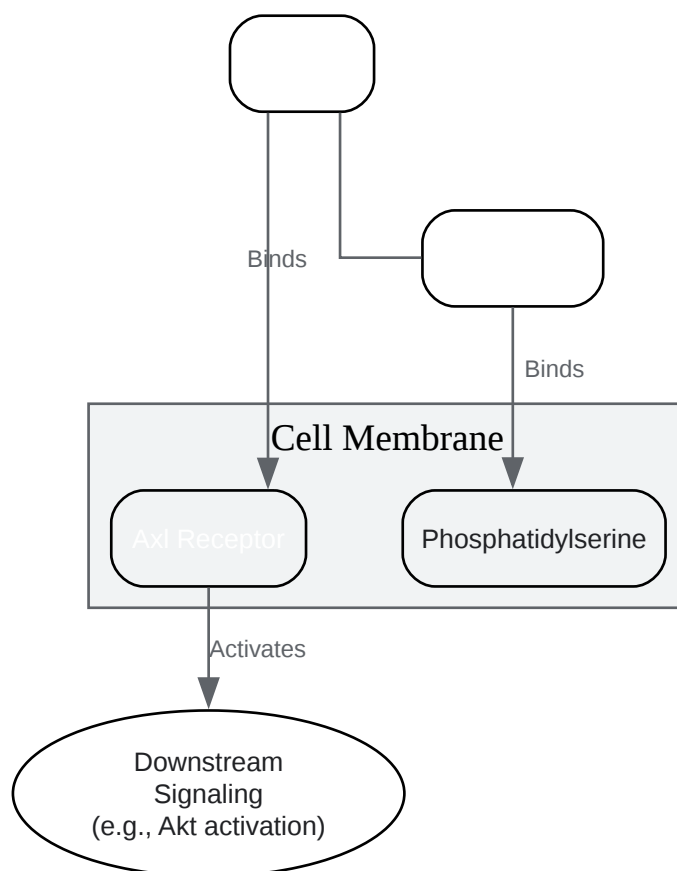 Binds
Binds
Cell Membrane
Axl Receptor
Phosphatidylserine
Activates
Downstream
Signaling
(e.g., Akt activation)